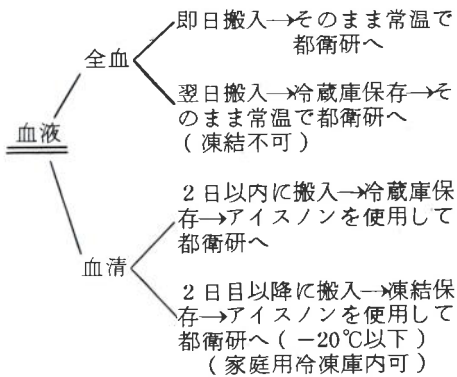 即日搬入→そのまま常温で
都衛研へ
全血
翌日搬入→冷蔵庫保存→そ
のまま常温で都衛研へ
（凍結不可）
血液
2日以内に搬入→冷蔵庫保
存→アイスノンを使用して
都衛研へ
血清
2日目以降に搬入→凍結保
存→アイスノンを使用して
都衛研へ（－20℃以下）
（家庭用冷凍庫内可）